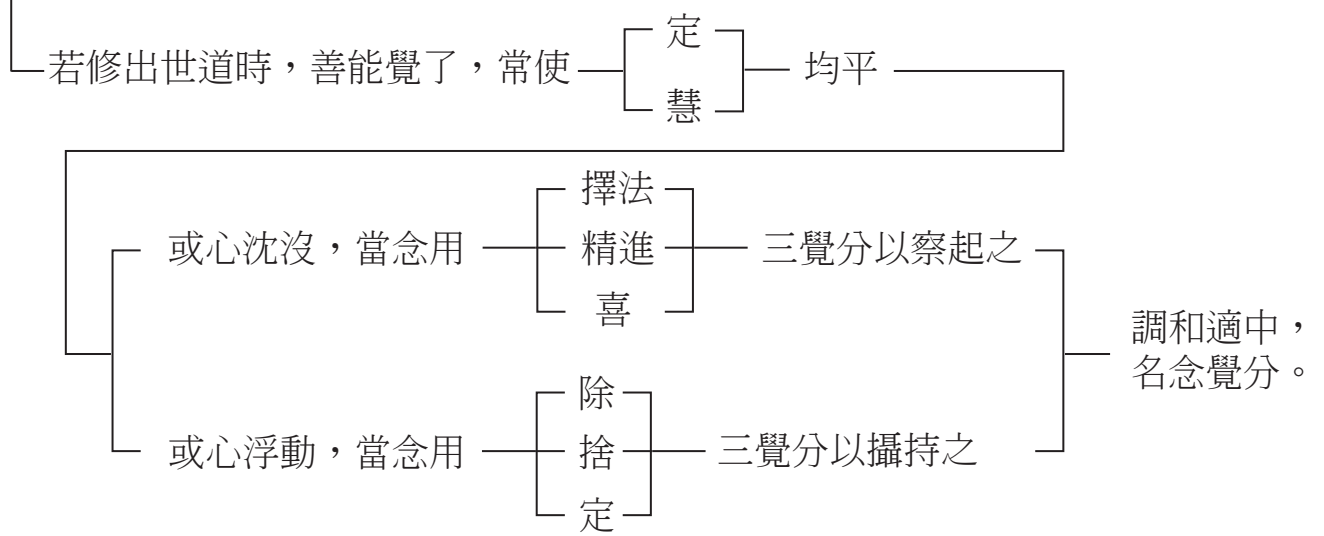 若修出世道時，善能覺了，常使
定
慧
均平
或心沈沒，當念用
擇法
精進
喜
三覺分以察起之
或心浮動，當念用
除
捨
定
三覺分以攝持之
調和適中，
名念覺分。